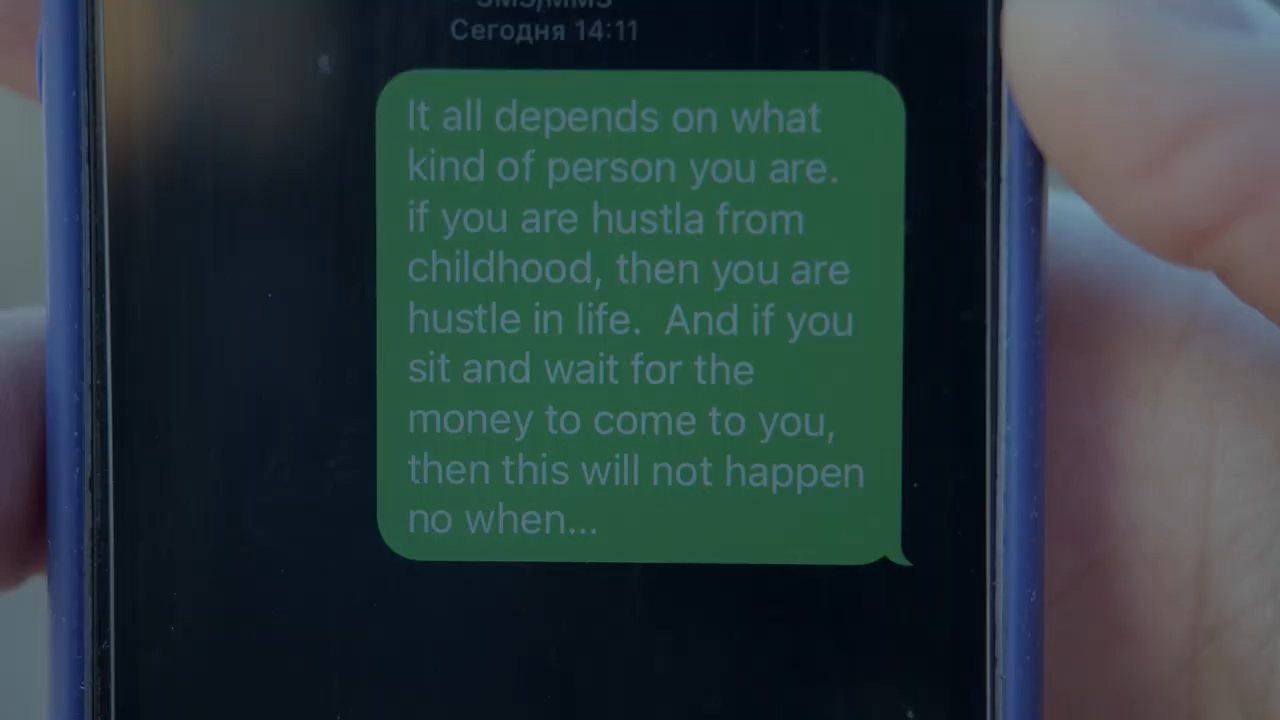 SMS/MMS
Сегодня 14:11
It all depends on what
kind of person you are.
if you are hustla from
childhood, then you are
hustle in life. And if you
sit and wait for the
money to come to you,
then this will not happen
no when...